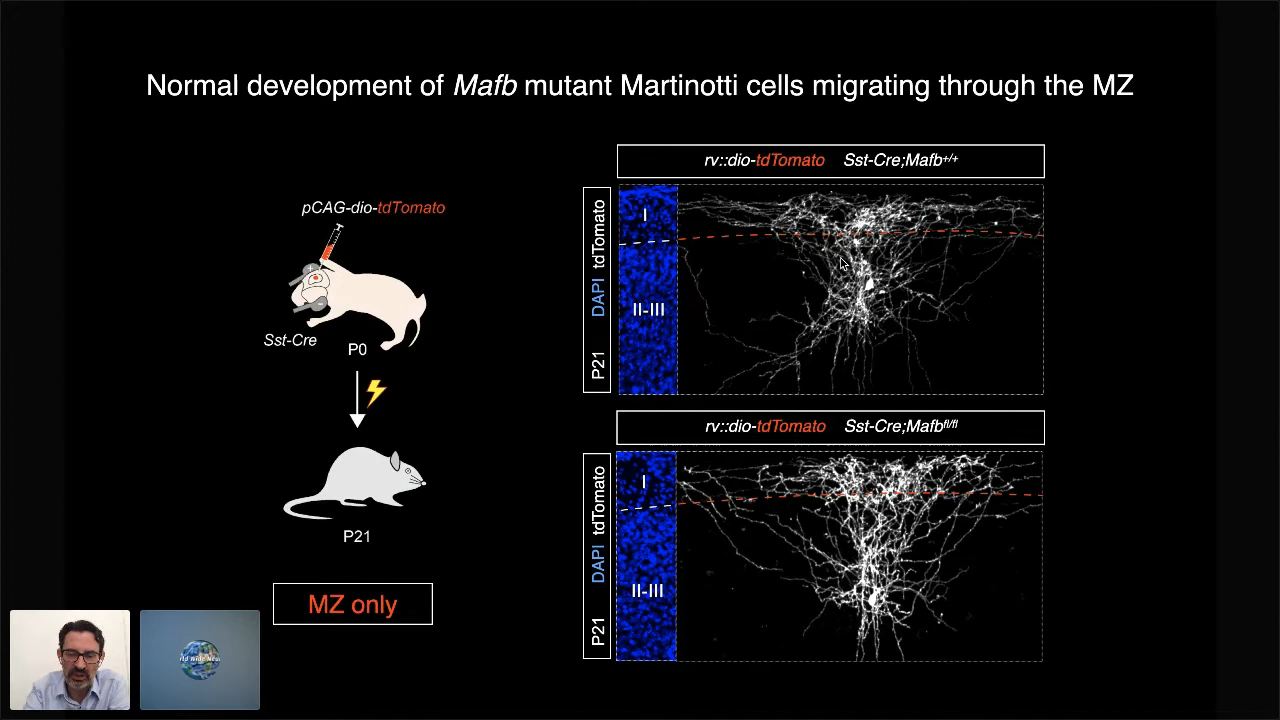 Normal development of Mafb mutant Martinotti cells migrating through the MZ
pCAG-dio-tdTomato
Sst-Cre
P0
P21
MZ only
rv::dio-tdTomato Sst-Cre;Mafb+/+
P21 DAPI tdTomato
I
II-III
rv::dio-tdTomato Sst-Cre;Mafbfl/fl
P21 DAPI tdTomato
I
II-III